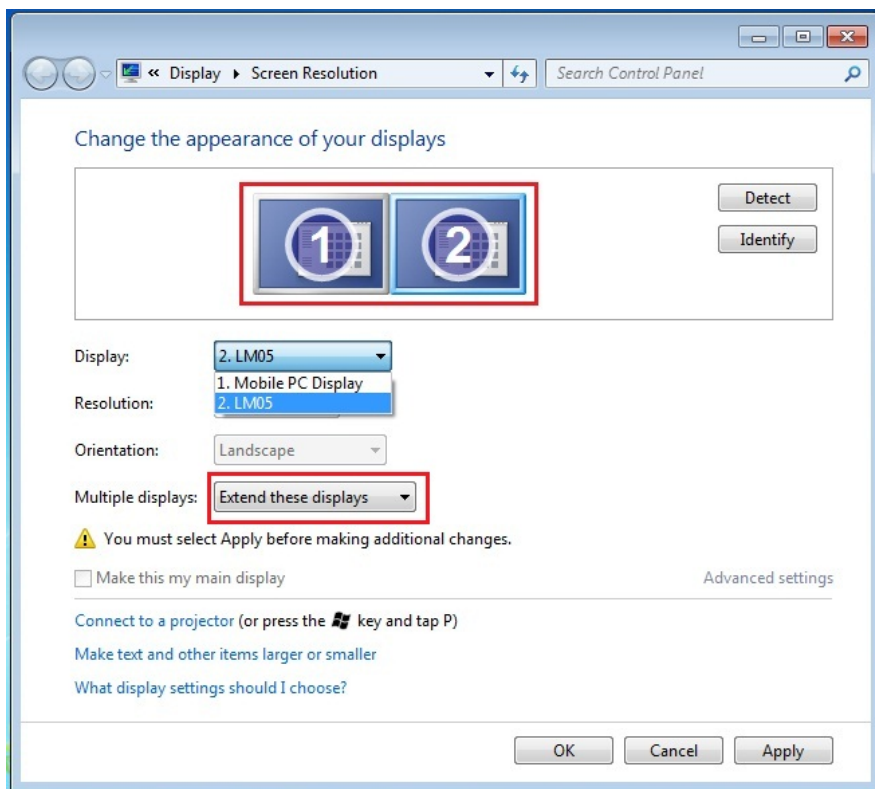 « Display ▸ Screen Resolution
Search Control Panel
Change the appearance of your displays
1 2
Detect
Identify
Display: 2. LM05
1. Mobile PC Display
Resolution: 2. LM05
Orientation: Landscape
Multiple displays: Extend these displays
You must select Apply before making additional changes.
Make this my main display Advanced settings
Connect to a projector (or press the key and tap P)
Make text and other items larger or smaller
What display settings should I choose?
OK Cancel Apply